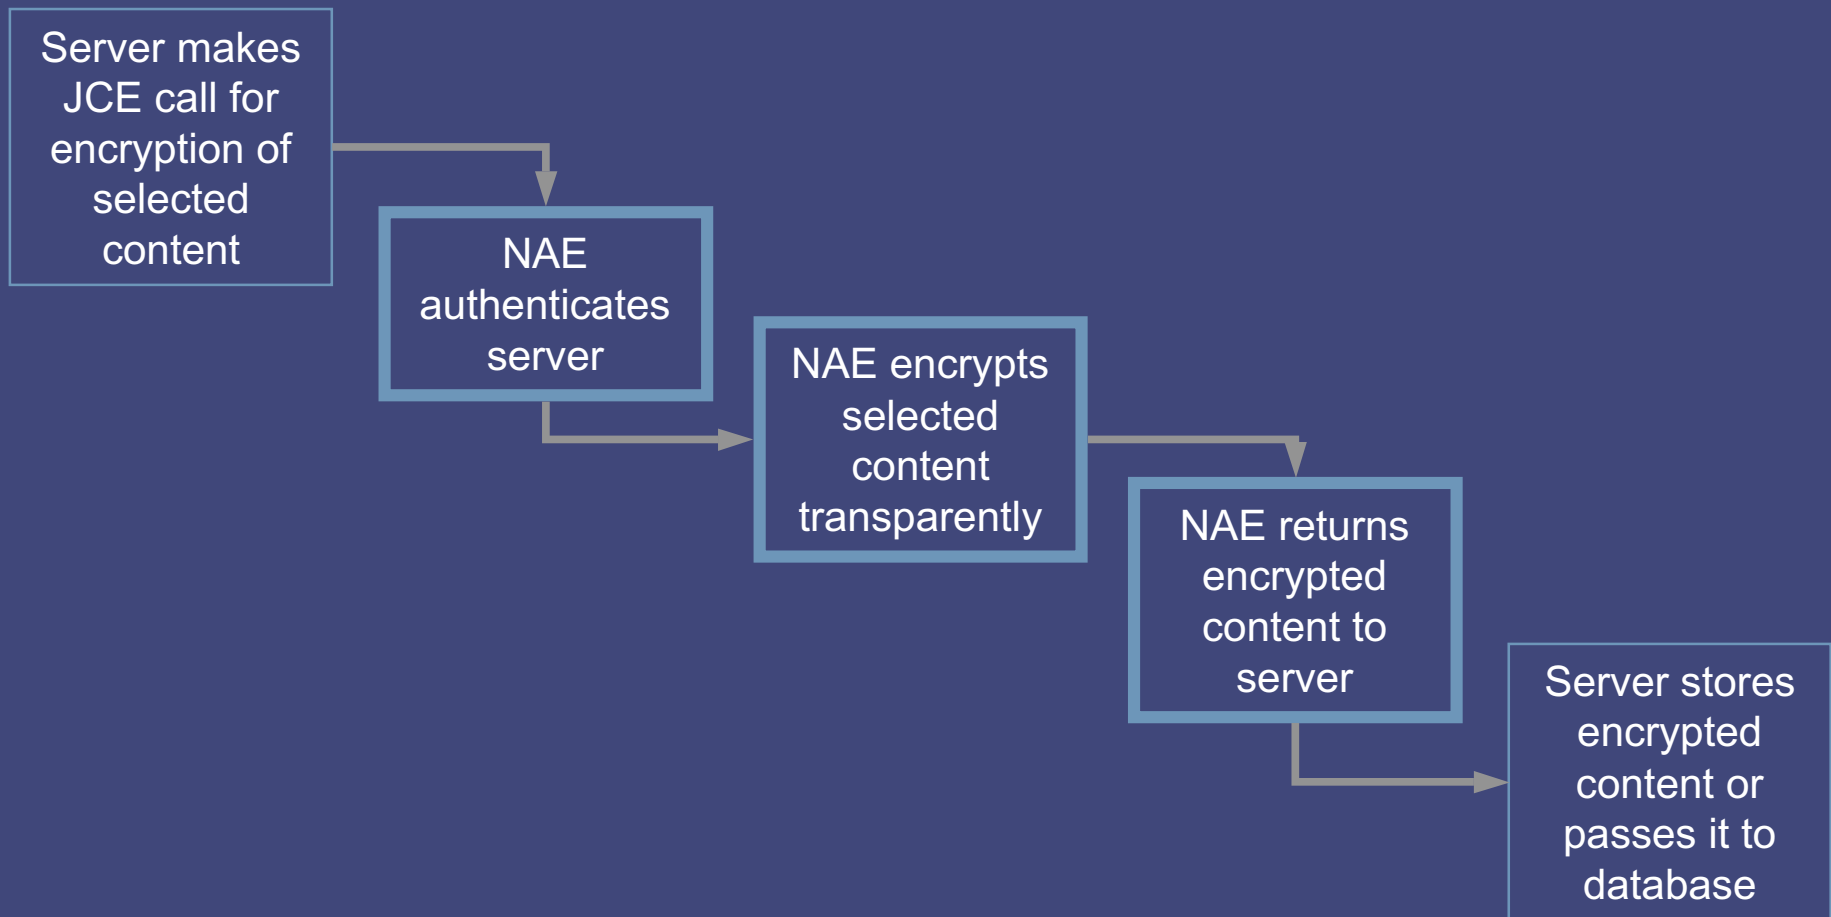 Server makes
JCE call for
encryption of
selected
content
NAE
authenticates
server
NAE encrypts
selected
content
transparently
NAE returns
encrypted
content to
server
Server stores
encrypted
content or
passes it to
database